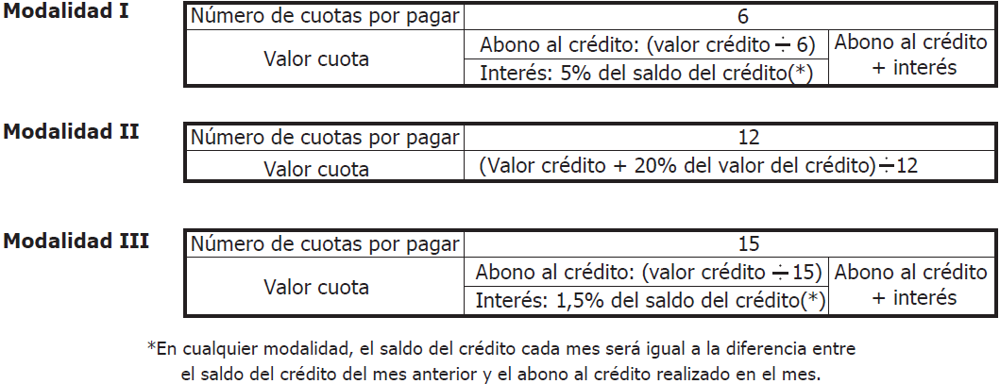 Modalidad I
Número de cuotas por pagar 6
Valor cuota
Abono al crédito: (valor crédito ÷ 6)
Interés: 5% del saldo del crédito(*)
Abono al crédito
+ interés
Modalidad II
Número de cuotas por pagar 12
Valor cuota (Valor crédito + 20% del valor del crédito)÷12
Modalidad III
Número de cuotas por pagar 15
Valor cuota
Abono al crédito: (valor crédito ÷15)
Interés: 1,5% del saldo del crédito(*)
Abono al crédito
+ interés
*En cualquier modalidad, el saldo del crédito cada mes será igual a la diferencia entre
el saldo del crédito del mes anterior y el abono al crédito realizado en el mes.